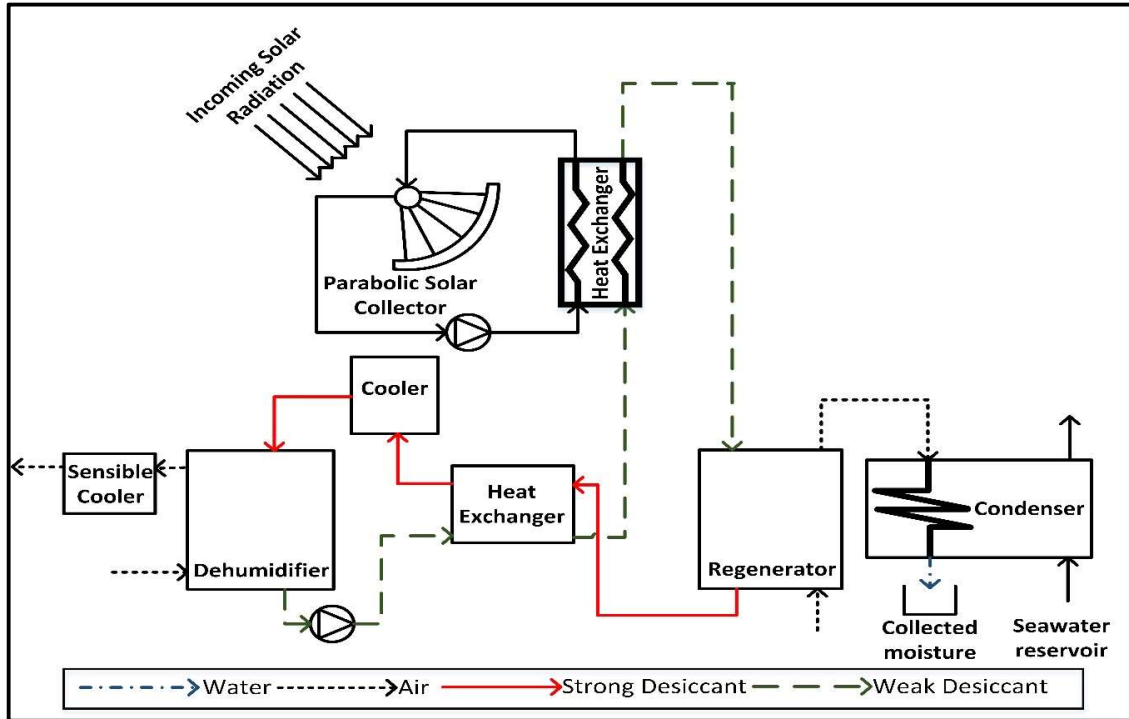 Incoming Solar
Radiation
Heat Exchanger
Parabolic Solar
Collector
Cooler
Sensible
Cooler
Heat
Exchanger
Condenser
Dehumidifier
Regenerator
Collected
moisture
Seawater
reservoir
Water
Air
Strong Desiccant
Weak Desiccant